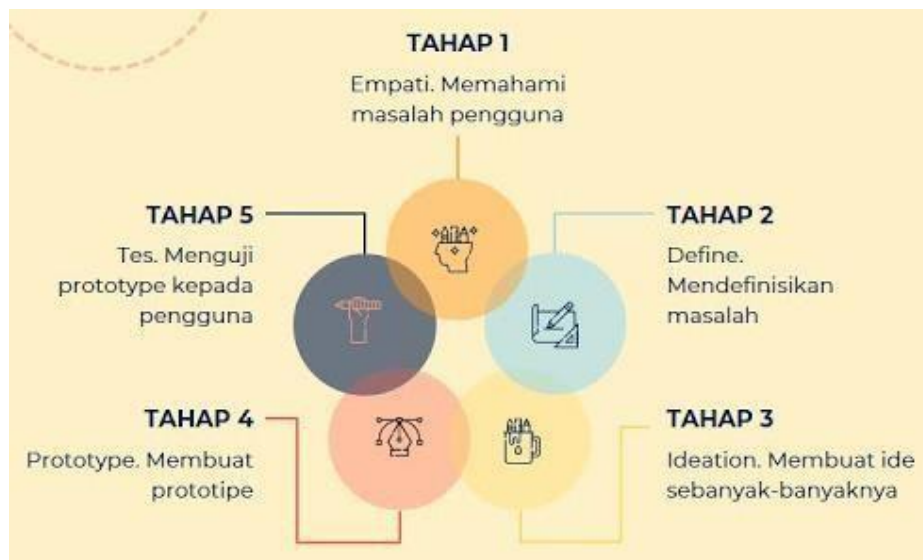 TAHAP 1
Empati. Memahami
masalah pengguna
TAHAP 2
Define.
Mendefinisikan
masalah
TAHAP 3
Ideation. Membuat ide
sebanyak-banyaknya
TAHAP 4
Prototype. Membuat
prototipe
TAHAP 5
Tes. Menguji
prototype kepada
pengguna